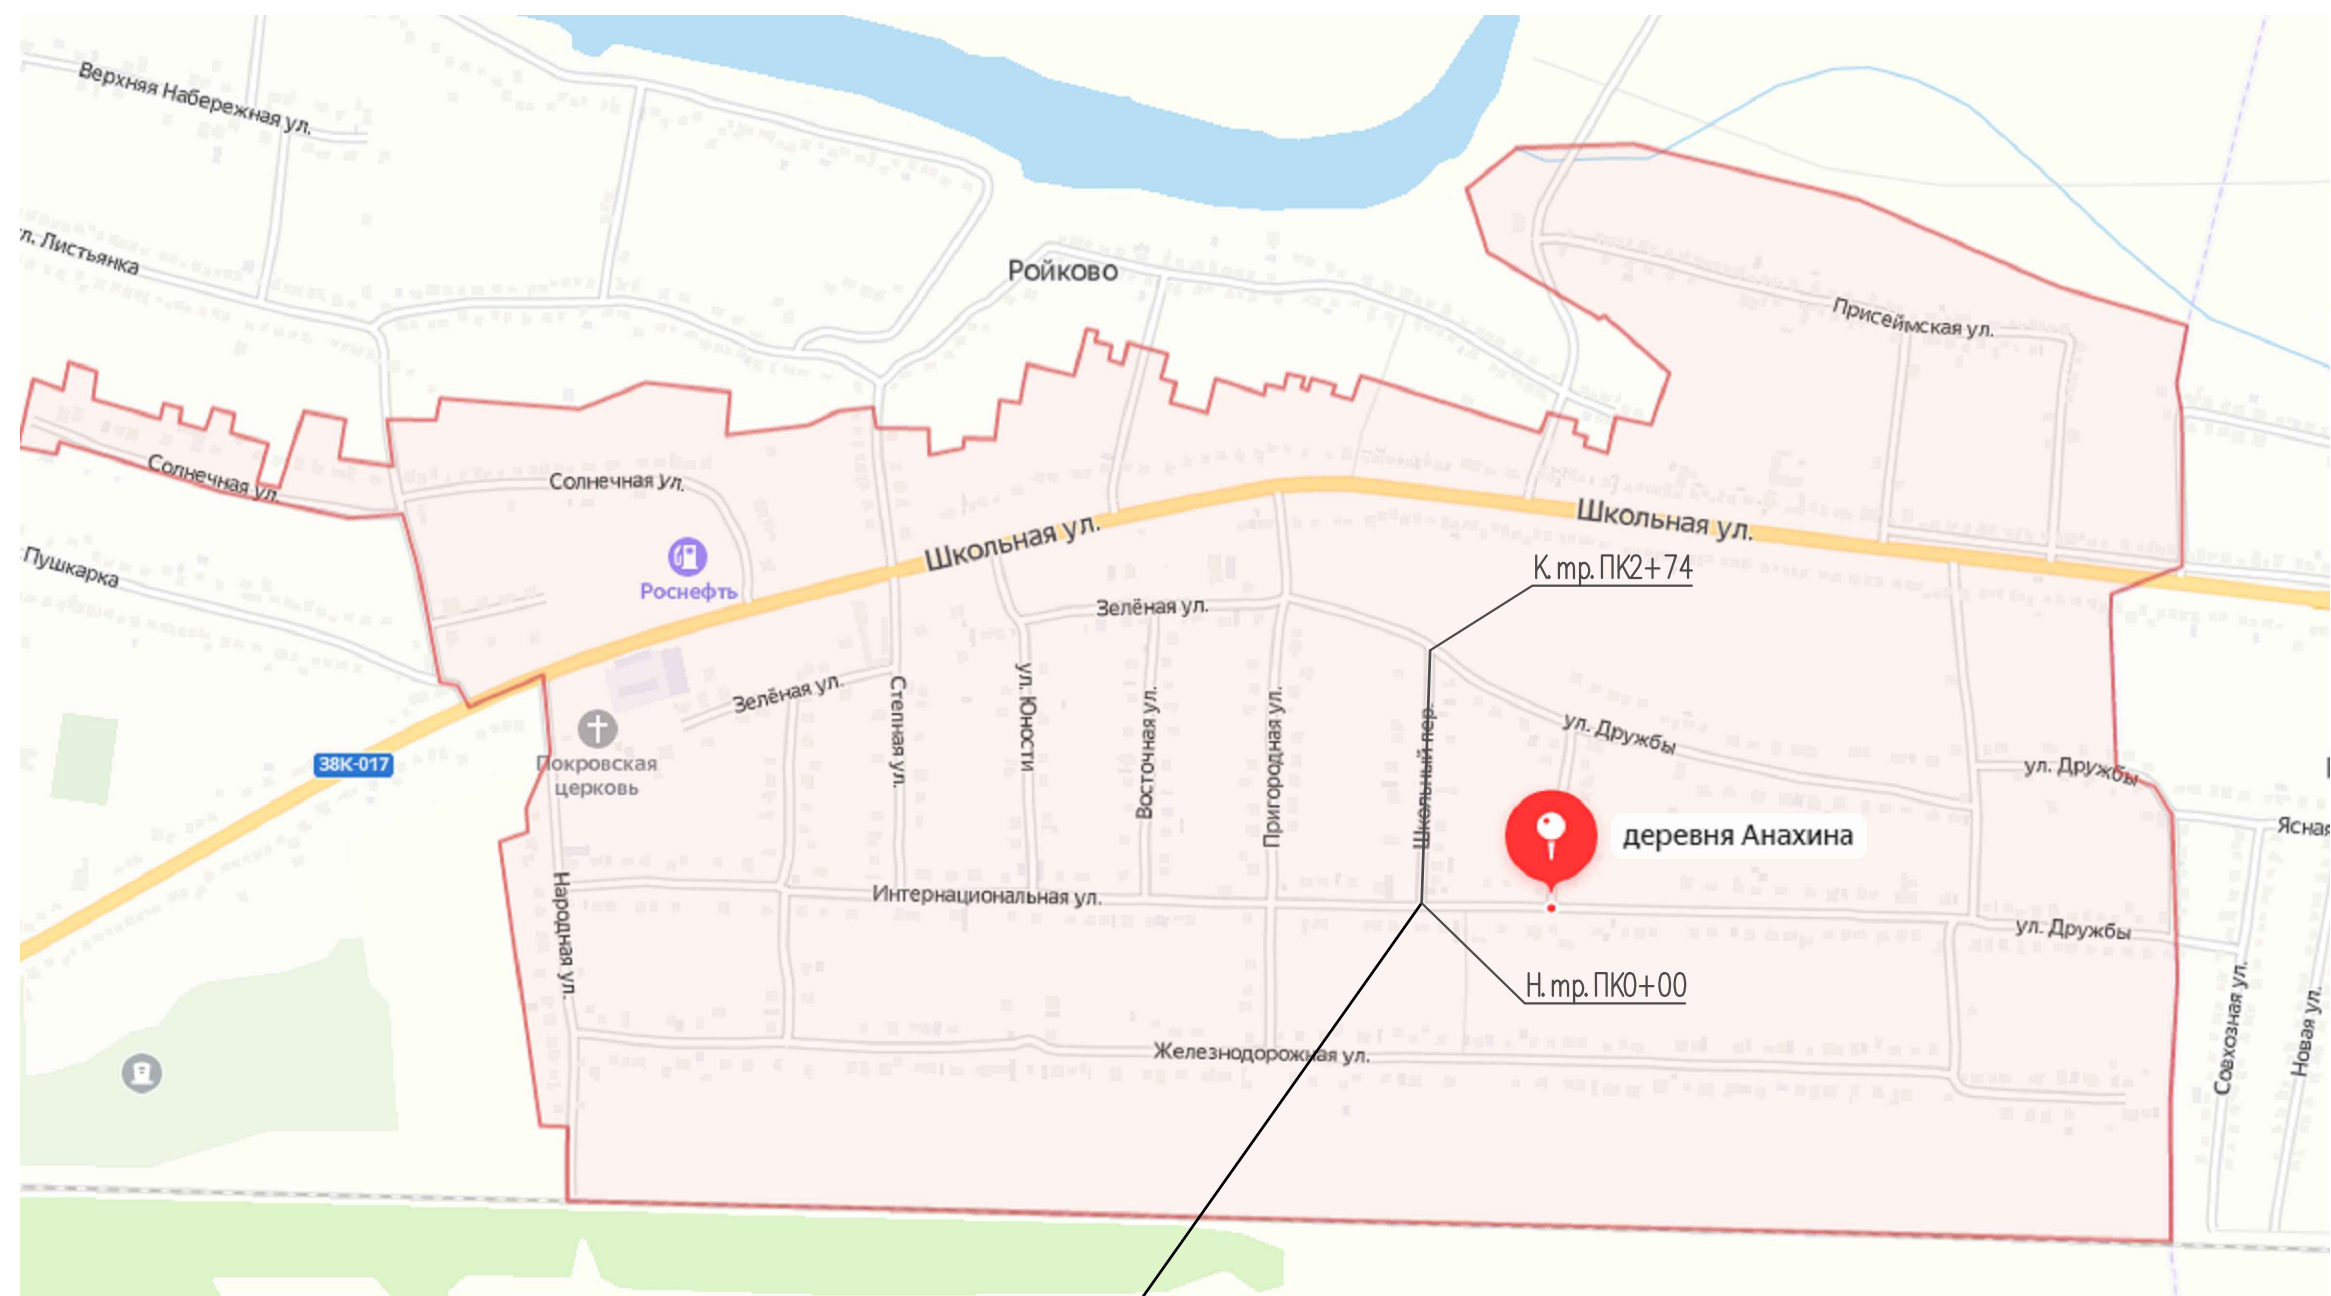 Верхняя Набережная ул.
л. Листьянка
Ройково
Присеймская ул.
Солнечная ул.
Солнечная ул.
Школьная ул.
Школьная ул.
Пушкарка
Роснефть
К. тр. ПК2+74
Зелёная ул.
Зелёная ул.
Степная ул.
ул. Юности
Восточная ул.
Пригородная ул.
Школьный пер.
ул. Дружбы
ул. Дружбы
38К-017
Покровская
церковь
деревня Анахина
Ясная
Народная ул.
Интернациональная ул.
ул. Дружбы
Н. тр. ПК0+00
Железнодорожная ул.
Совхозная ул.
Новая ул.